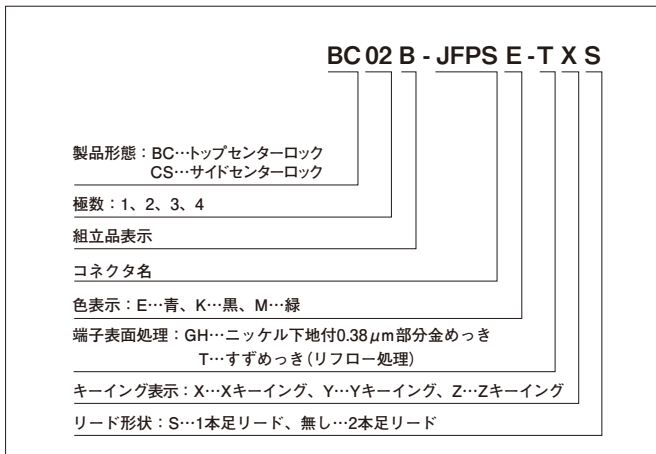 BC 02 B - JFPS E - T X S
製品形態：BC…トップセンターロック
CS…サイドセンターロック
極数：1、2、3、4
組立品表示
コネクタ名
色表示：E…青、K…黒、M…緑
端子表面処理：GH…ニッケル下地付0.38μm部分金めっき
T…すずめっき(リフロー処理)
キーイング表示：X…Xキーイング、Y…Yキーイング、Z…Zキーイング
リード形状：S…1本足リード、無し…2本足リード